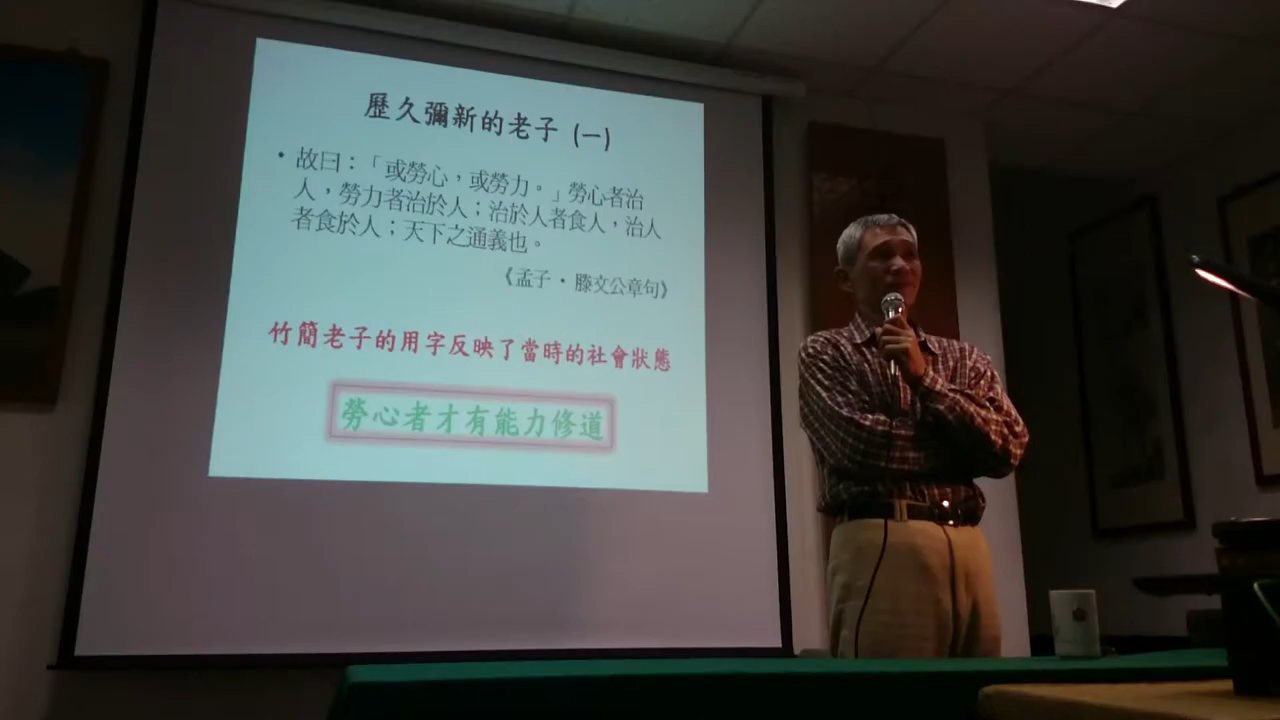 歷久彌新的老子 (一)
• 故曰：「或勞心，或勞力。」勞心者治
人，勞力者治於人；治於人者食人，治人
者食於人；天下之通義也。
《孟子 • 滕文公章句》
竹簡老子的用字反映了當時的社會狀態
勞心者才有能力修道